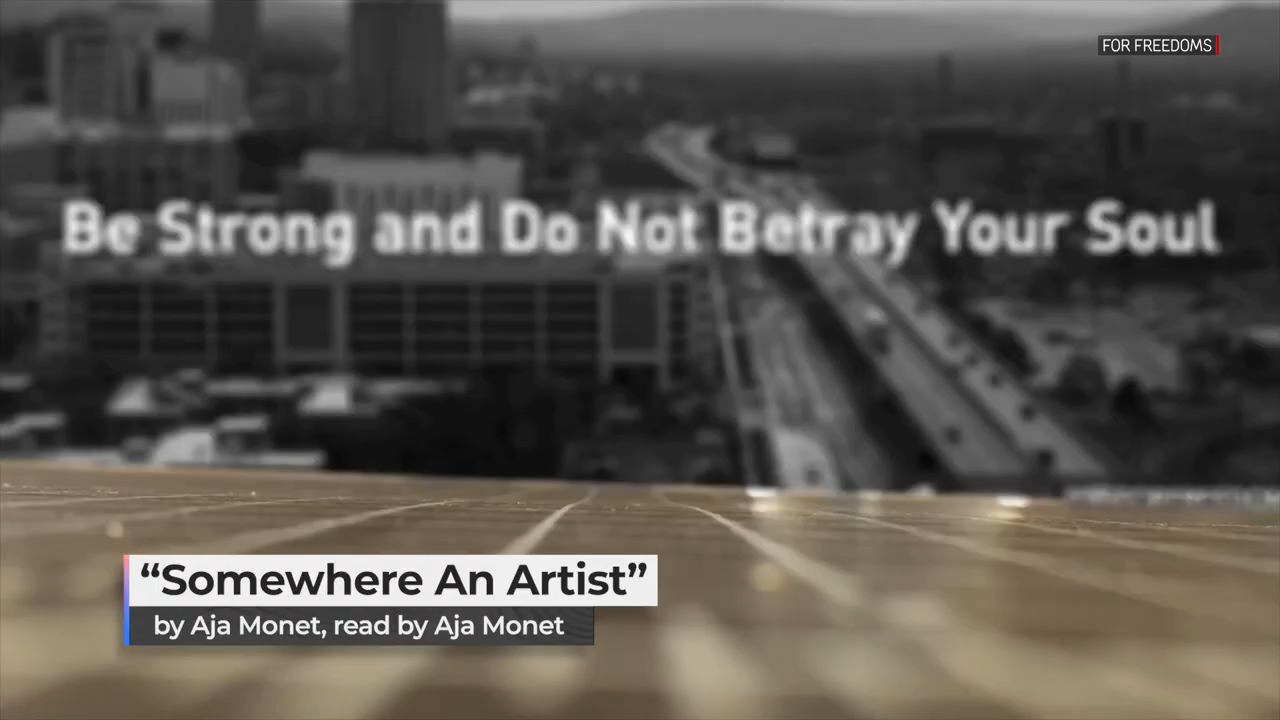 FOR FREEDOMS
Be Strong and Do Not Betray Your Soul
“Somewhere An Artist”
by Aja Monet, read by Aja Monet